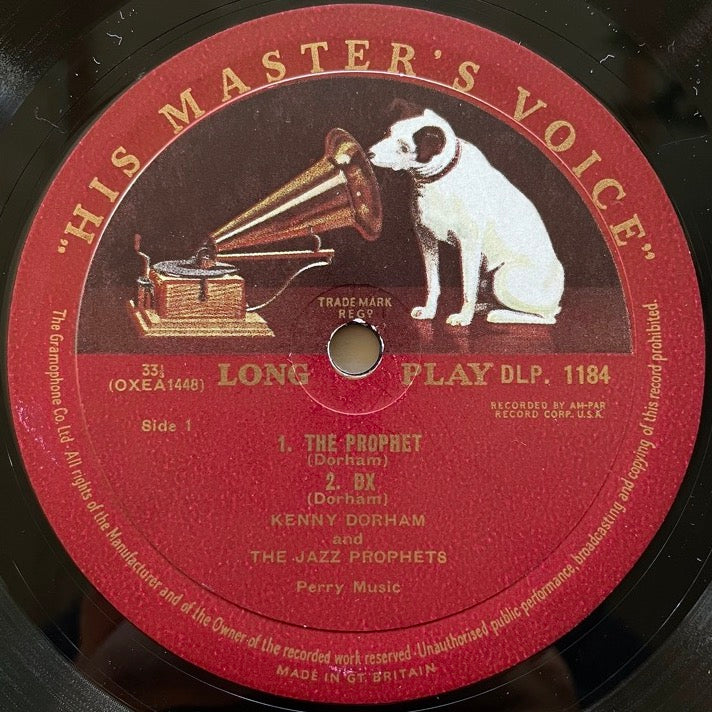 "HIS MASTER'S VOICE"
TRADE MARK
REGD
33⅓
(OXEA1448)
LONG PLAY
DLP. 1184
RECORDED BY AM-PAR
RECORD CORP. U.S.A.
Side 1
1. THE PROPHET
(Dorham)
2. DX
(Dorham)
KENNY DORHAM
and
THE JAZZ PROPHETS
Perry Music
The Gramophone Co. Ltd · All rights of the Manufacturer and of the Owner of the recorded work reserved · Unauthorised public performance, broadcasting and copying of this record prohibited.
MADE IN GT. BRITAIN